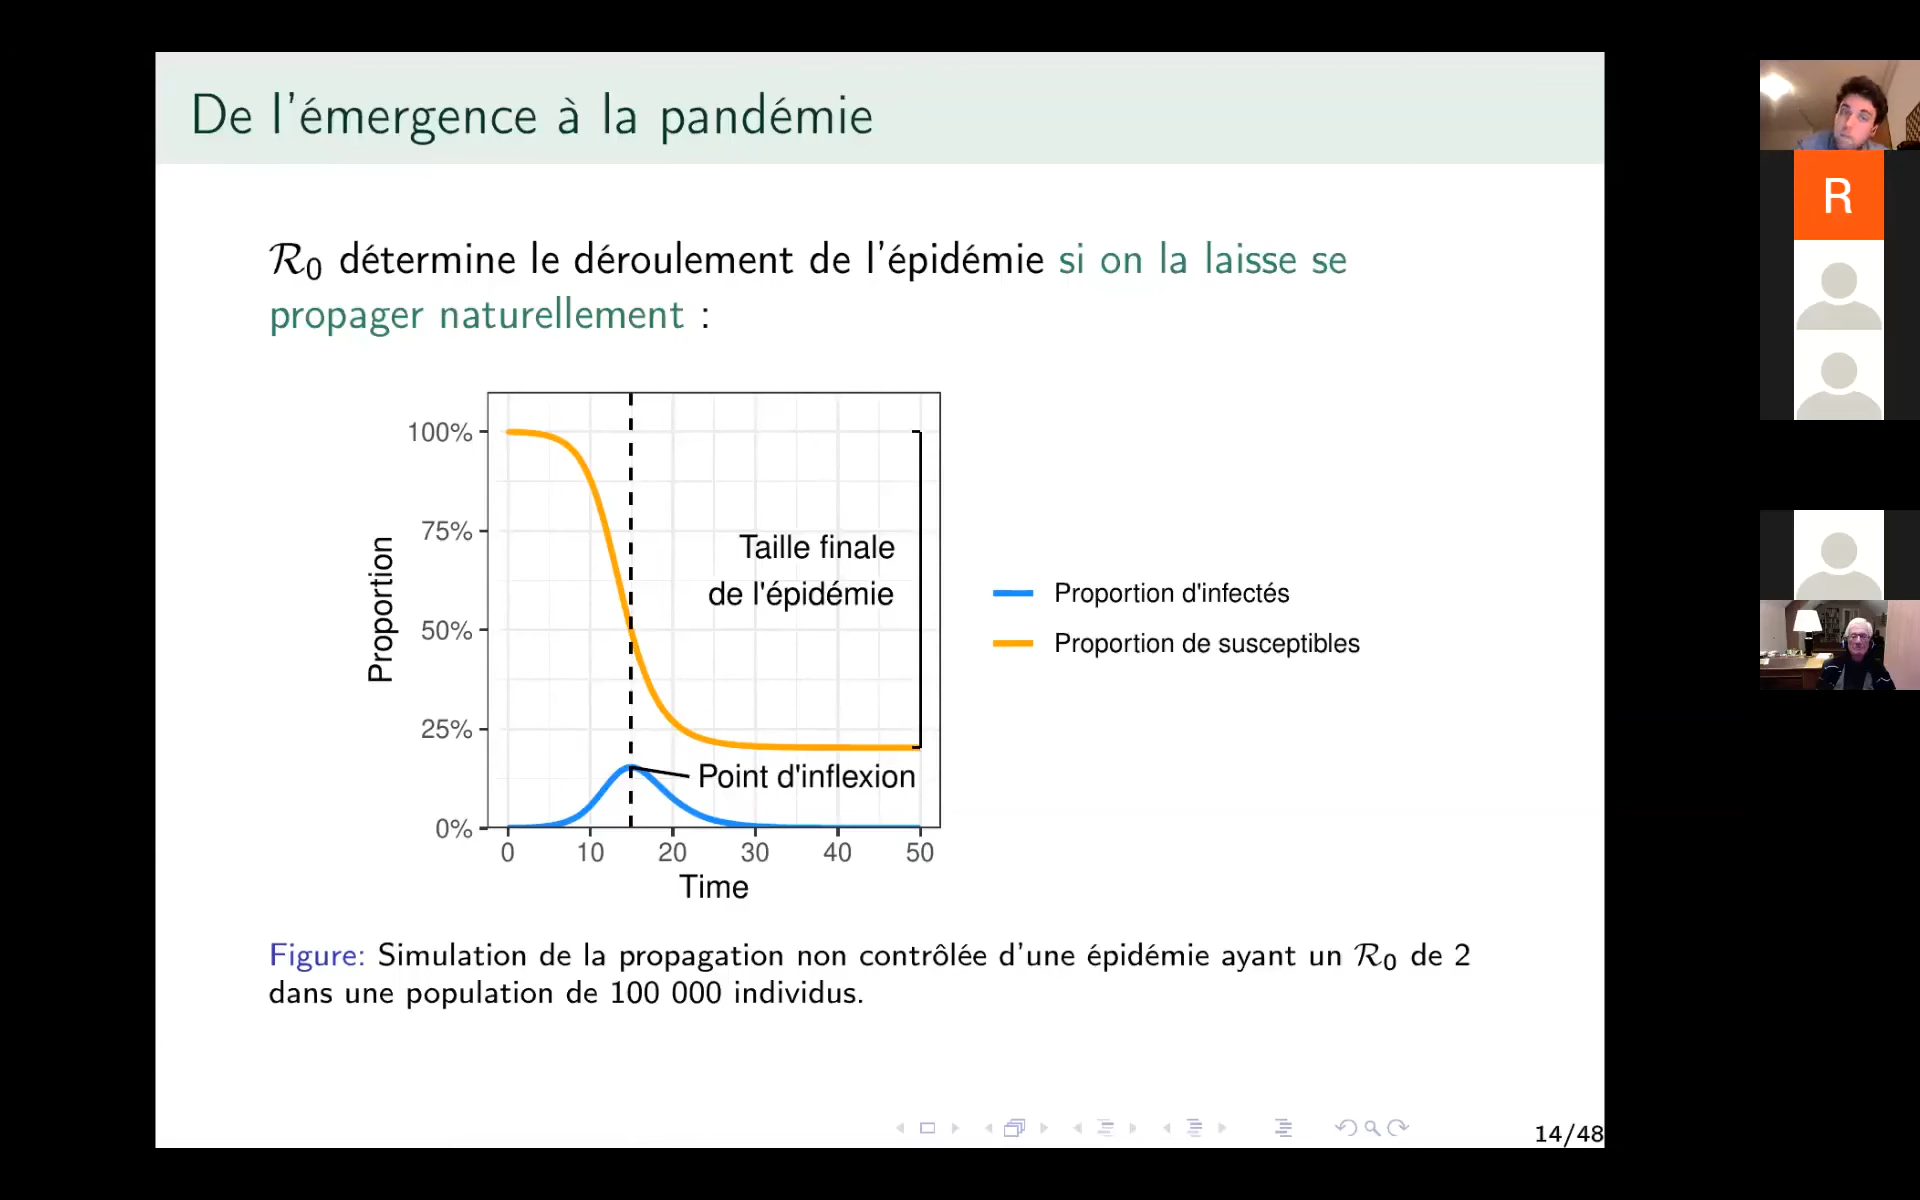 De l'émergence à la pandémie
R
ℛ₀ détermine le déroulement de l'épidémie si on la laisse se
propager naturellement :
100%
75%
50%
25%
0%
Proportion
Taille finale
de l'épidémie
Point d'inflexion
0 10 20 30 40 50
Time
Proportion d'infectés
Proportion de susceptibles
Figure: Simulation de la propagation non contrôlée d'une épidémie ayant un ℛ₀ de 2
dans une population de 100 000 individus.
14/48